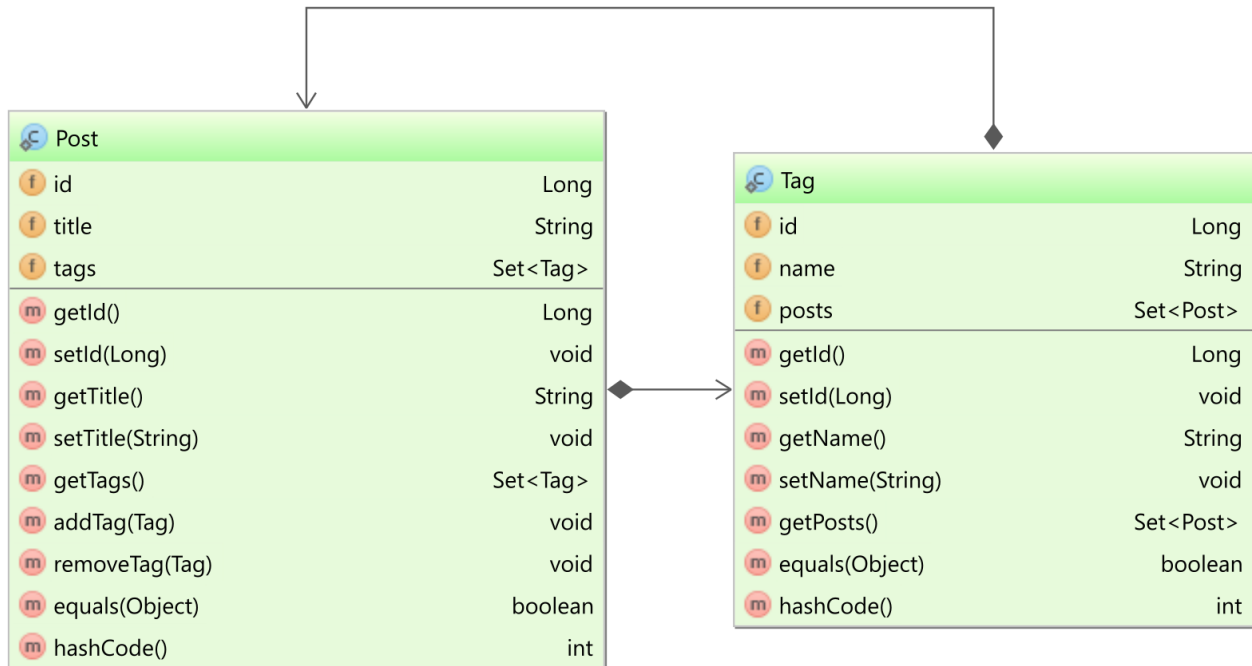 Post
id Long
title String
tags Set<Tag>
getId() Long
setId(Long) void
getTitle() String
setTitle(String) void
getTags() Set<Tag>
addTag(Tag) void
removeTag(Tag) void
equals(Object) boolean
hashCode() int
Tag
id Long
name String
posts Set<Post>
getId() Long
setId(Long) void
getName() String
setName(String) void
getPosts() Set<Post>
equals(Object) boolean
hashCode() int